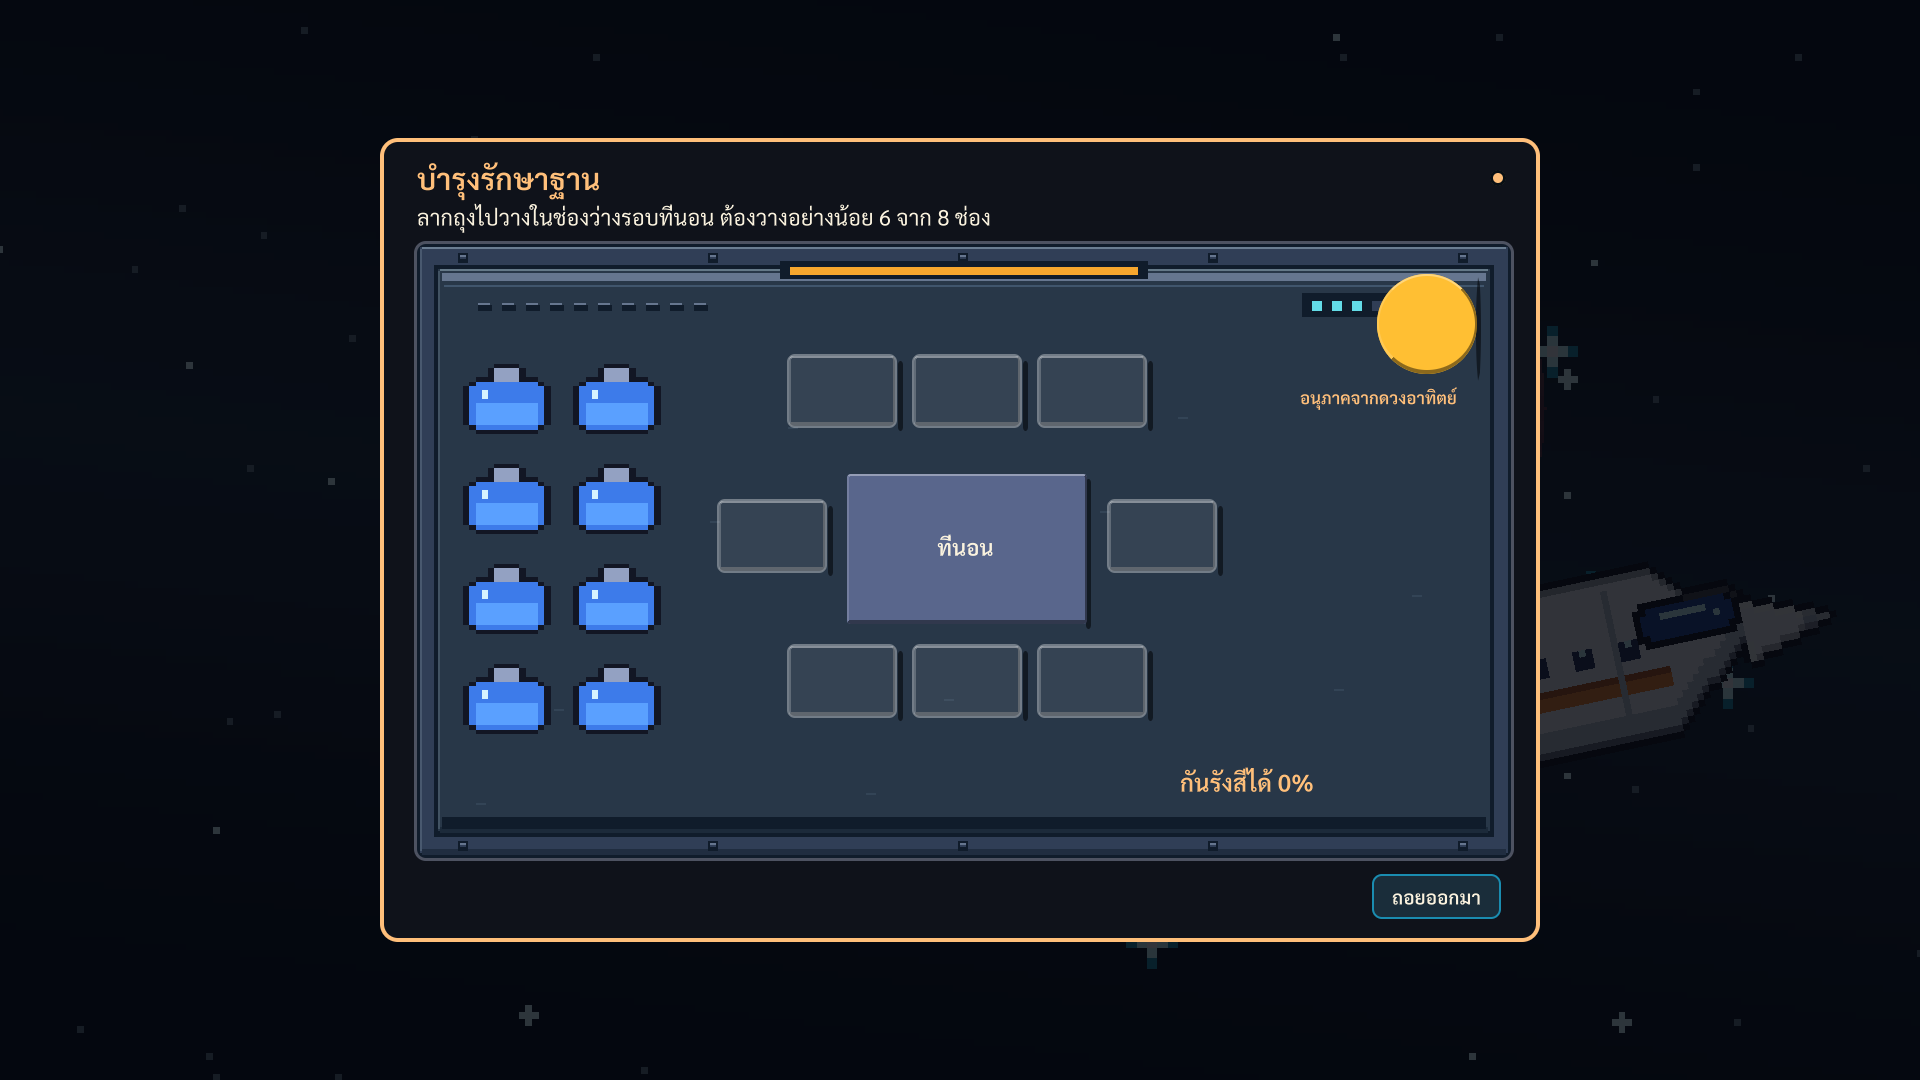 บำรุงรักษาฐาน
ลากถุงไปวางในช่องว่างรอบที่นอน ต้องวางอย่างน้อย 6 จาก 8 ช่อง
อนุภาคจากดวงอาทิตย์
ที่นอน
กันรังสีได้ 0%
ถอยออกมา